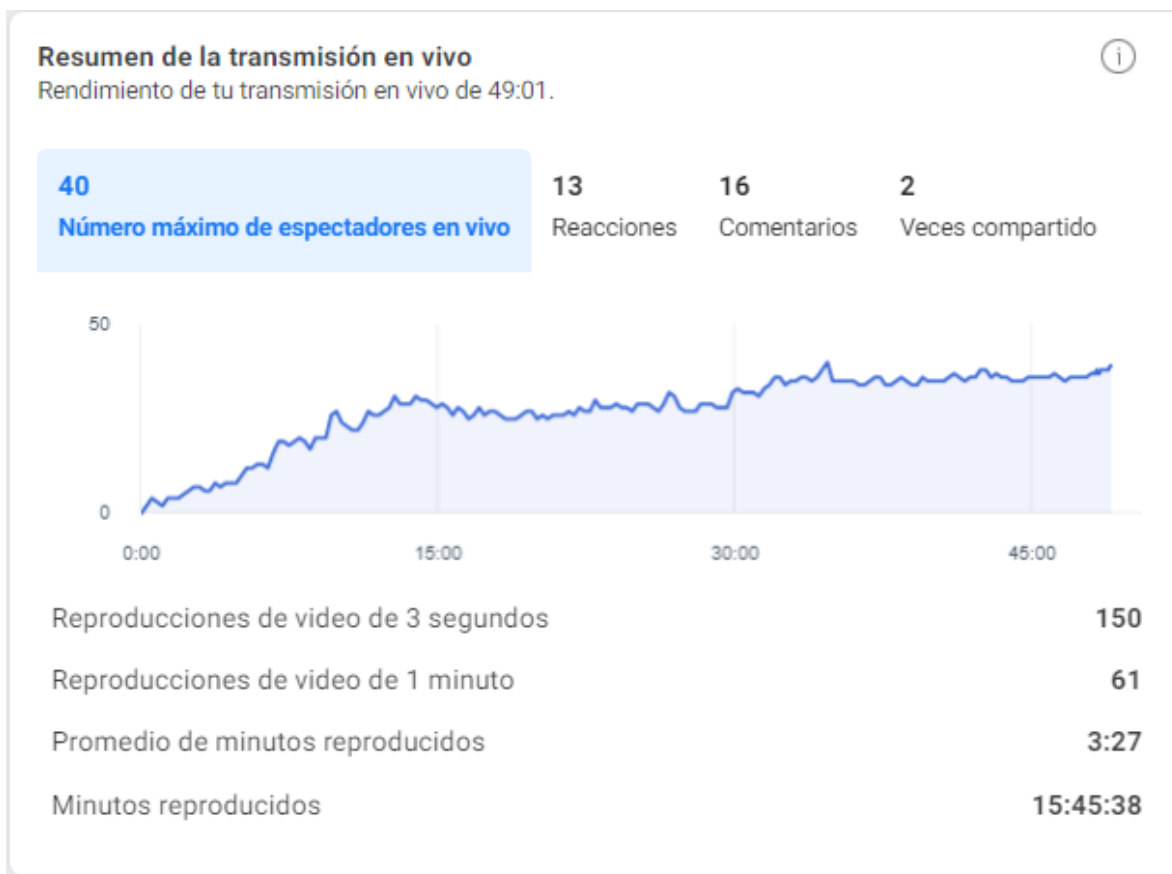 Resumen de la transmisión en vivo
Rendimiento de tu transmisión en vivo de 49:01.
40 13 16 2
Número máximo de espectadores en vivo Reacciones Comentarios Veces compartido
50
0
0:00 15:00 30:00 45:00
Reproducciones de video de 3 segundos 150
Reproducciones de video de 1 minuto 61
Promedio de minutos reproducidos 3:27
Minutos reproducidos 15:45:38